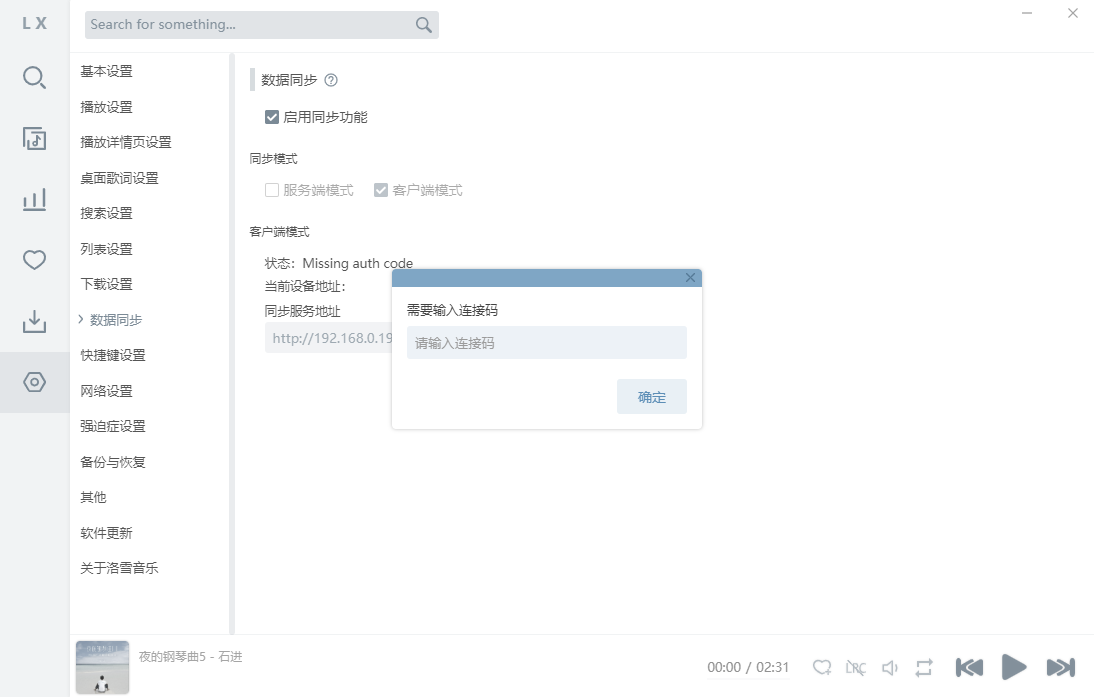 LX
Search for something...
基本设置
播放设置
播放详情页设置
桌面歌词设置
搜索设置
列表设置
下载设置
数据同步
快捷键设置
网络设置
强迫症设置
备份与恢复
其他
软件更新
关于洛雪音乐
数据同步
启用同步功能
同步模式
服务端模式 客户端模式
客户端模式
状态：Missing auth code
当前设备地址：
同步服务地址
http://192.168.0.19
需要输入连接码
请输入连接码
确定
夜的钢琴曲5 - 石进
00:00 / 02:31
LRC